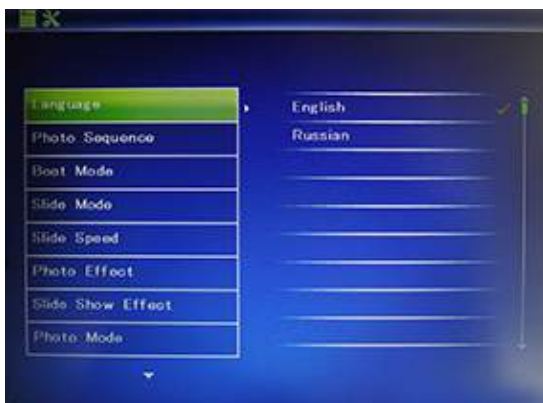 Language
English
Photo Sequence
Russian
Boot Mode
Slide Mode
Slide Speed
Photo Effect
Slide Show Effect
Photo Mode